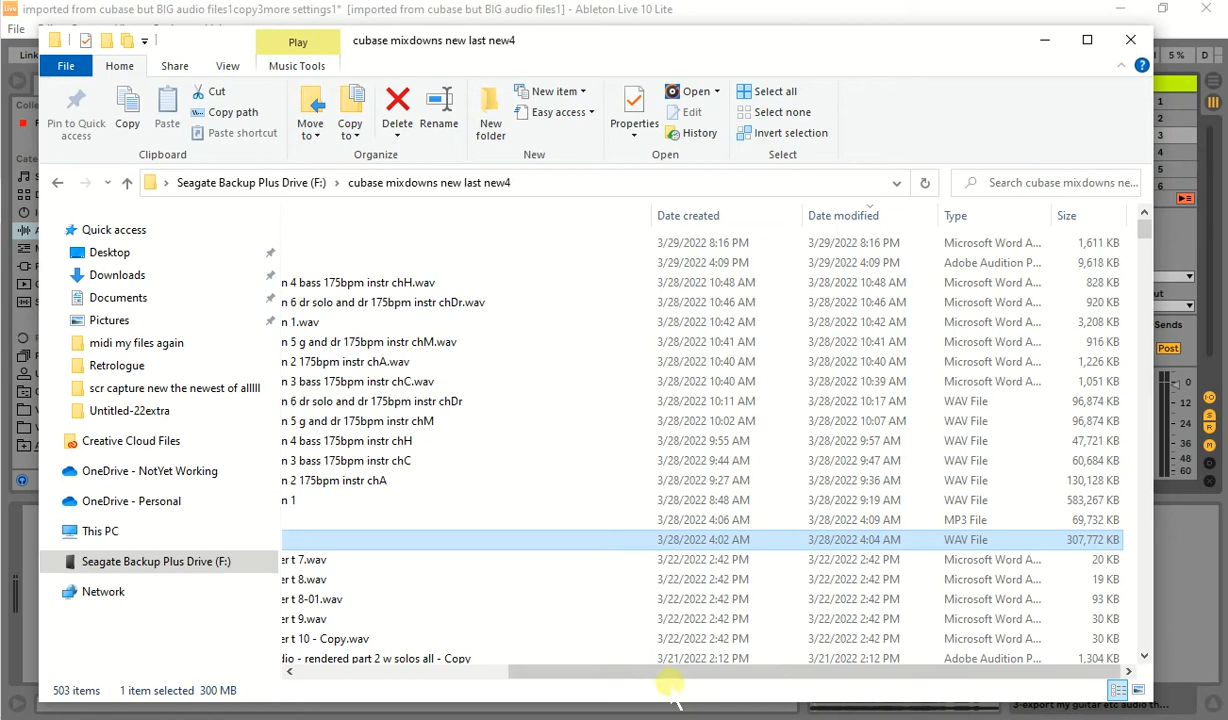 Live imported from cubase but BIG audio files1copy3more settings1* [imported from cubase but BIG audio files1] - Ableton Live 10 Lite
File
Link
5 %
D
Play
cubase mixdowns new last new4
File Home Share View Music Tools
Pin to Quick access
Copy
Paste
Cut
Copy path
Paste shortcut
Clipboard
Move to
Copy to
Delete
Rename
Organize
New folder
New item
Easy access
New
Properties
Open
Edit
History
Open
Select all
Select none
Invert selection
Select
Seagate Backup Plus Drive (F:) › cubase mixdowns new last new4
Search cubase mixdowns ne...
Quick access
Desktop
Downloads
Documents
Pictures
midi my files again
Retrologue
scr capture new the newest of alllll
Untitled-22extra
Creative Cloud Files
OneDrive - NotYet Working
OneDrive - Personal
This PC
Seagate Backup Plus Drive (F:)
Network
Date created Date modified Type Size
3/29/2022 8:16 PM 3/29/2022 8:16 PM Microsoft Word A... 1,611 KB
3/29/2022 4:09 PM 3/29/2022 4:09 PM Adobe Audition P... 9,618 KB
n 4 bass 175bpm instr chH.wav 3/28/2022 10:48 AM 3/28/2022 10:48 AM Microsoft Word A... 828 KB
n 6 dr solo and dr 175bpm instr chDr.wav 3/28/2022 10:46 AM 3/28/2022 10:46 AM Microsoft Word A... 920 KB
n 1.wav 3/28/2022 10:42 AM 3/28/2022 10:42 AM Microsoft Word A... 3,208 KB
n 5 g and dr 175bpm instr chM.wav 3/28/2022 10:41 AM 3/28/2022 10:41 AM Microsoft Word A... 916 KB
n 2 175bpm instr chA.wav 3/28/2022 10:40 AM 3/28/2022 10:40 AM Microsoft Word A... 1,226 KB
n 3 bass 175bpm instr chC.wav 3/28/2022 10:40 AM 3/28/2022 10:39 AM Microsoft Word A... 1,051 KB
n 6 dr solo and dr 175bpm instr chDr 3/28/2022 10:11 AM 3/28/2022 10:17 AM WAV File 96,874 KB
n 5 g and dr 175bpm instr chM 3/28/2022 10:02 AM 3/28/2022 10:07 AM WAV File 96,874 KB
n 4 bass 175bpm instr chH 3/28/2022 9:55 AM 3/28/2022 9:57 AM WAV File 47,721 KB
n 3 bass 175bpm instr chC 3/28/2022 9:44 AM 3/28/2022 9:47 AM WAV File 60,684 KB
n 2 175bpm instr chA 3/28/2022 9:27 AM 3/28/2022 9:36 AM WAV File 130,128 KB
n 1 3/28/2022 8:48 AM 3/28/2022 9:19 AM WAV File 583,267 KB
3/28/2022 4:06 AM 3/28/2022 4:09 AM MP3 File 69,732 KB
3/28/2022 4:02 AM 3/28/2022 4:04 AM WAV File 307,772 KB
er t 7.wav 3/22/2022 2:42 PM 3/22/2022 2:42 PM Microsoft Word A... 20 KB
er t 8.wav 3/22/2022 2:42 PM 3/22/2022 2:42 PM Microsoft Word A... 19 KB
er t 8-01.wav 3/22/2022 2:42 PM 3/22/2022 2:42 PM Microsoft Word A... 93 KB
er t 9.wav 3/22/2022 2:42 PM 3/22/2022 2:42 PM Microsoft Word A... 30 KB
er t 10 - Copy.wav 3/22/2022 2:42 PM 3/22/2022 2:42 PM Microsoft Word A... 30 KB
dio - rendered part 2 w solos all - Copy 3/21/2022 2:12 PM 3/21/2022 2:12 PM Adobe Audition P... 1,304 KB
503 items 1 item selected 300 MB
Colle
Cate
1
2
3
4
5
6
ut
Sends
Post
0
12
24
36
48
60
3-export my guitar etc audio th...